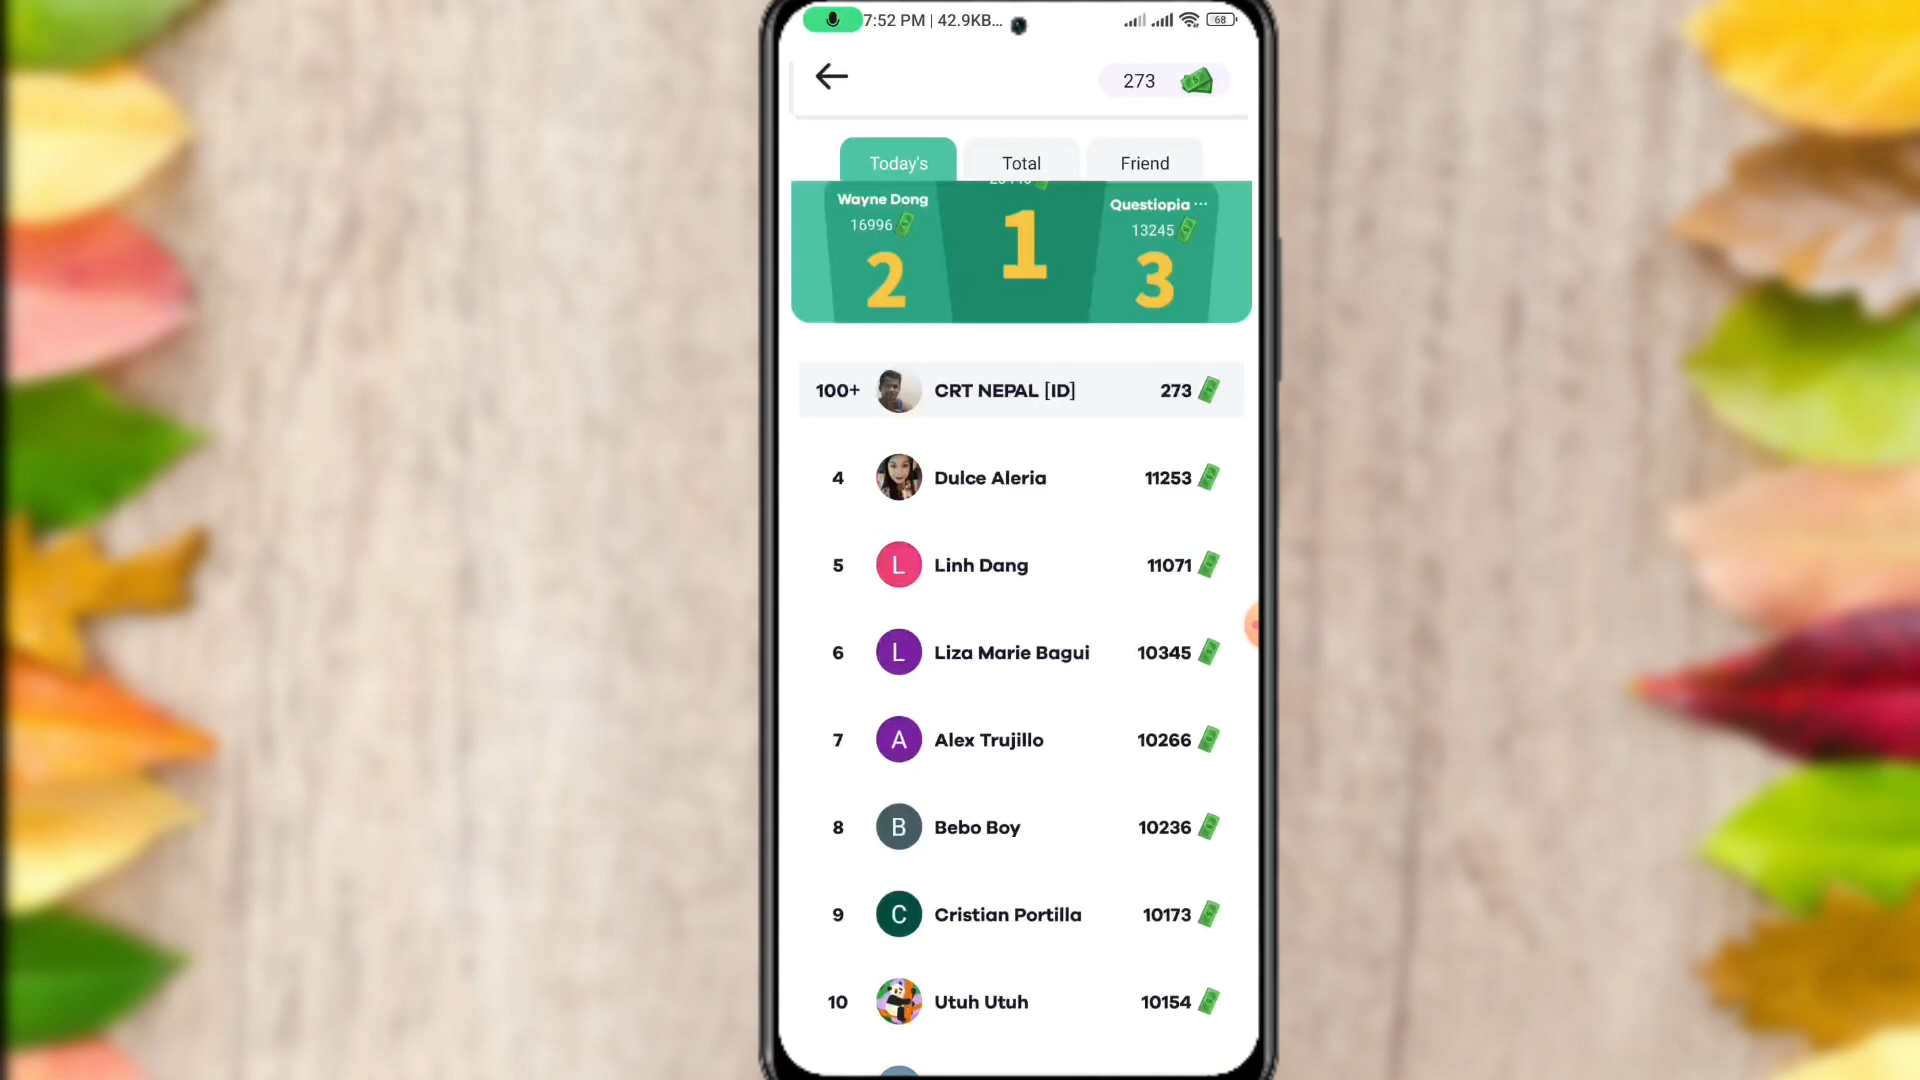 7:52 PM | 42.9KB... 68
273
Today's Total Friend
Wayne Dong
16996
Questiopia ...
13245
2 1 3
100+ CRT NEPAL [ID] 273
4 Dulce Aleria 11253
5 L Linh Dang 11071
6 L Liza Marie Bagui 10345
7 A Alex Trujillo 10266
8 B Bebo Boy 10236
9 C Cristian Portilla 10173
10 Utuh Utuh 10154